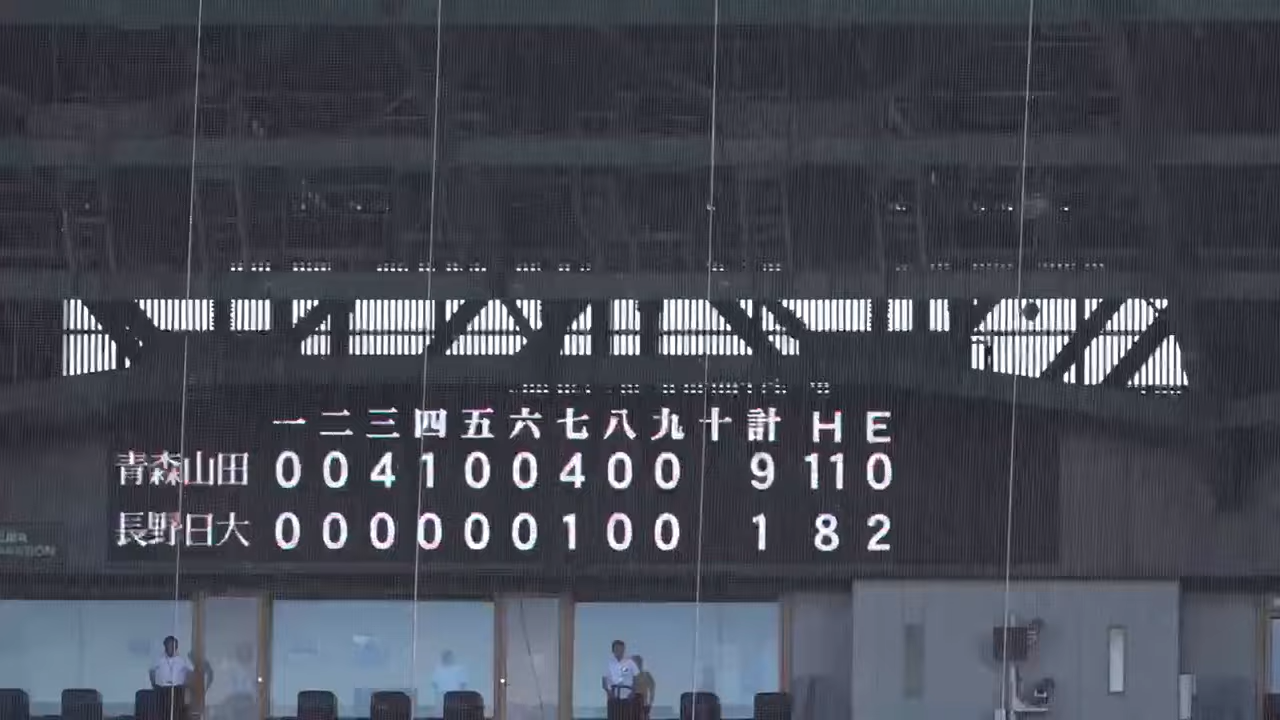 一 二 三 四 五 六 七 八 九 十 計 H E
青森山田 0 0 4 1 0 0 4 0 0 9 11 0
長野日大 0 0 0 0 0 0 1 0 0 1 8 2